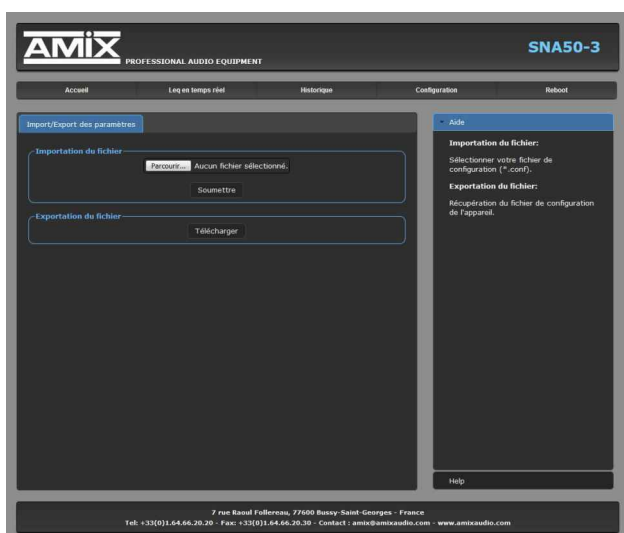 AMiX
PROFESSIONAL AUDIO EQUIPMENT
SNA50-3
Accueil Leq en temps réel Historique Configuration Reboot
Import/Export des paramètres
Importation du fichier
Parcourir... Aucun fichier sélectionné.
Soumettre
Exportation du fichier
Télécharger
Aide
Importation du fichier:
Sélectionner votre fichier de
configuration (*.conf).
Exportation du fichier:
Récupération du fichier de configuration
de l'appareil.
Help
7 rue Raoul Follereau, 77600 Bussy-Saint-Georges - France
Tel: +33(0)1.64.66.20.20 - Fax: +33(0)1.64.66.20.30 - Contact : amix@amixaudio.com - www.amixaudio.com